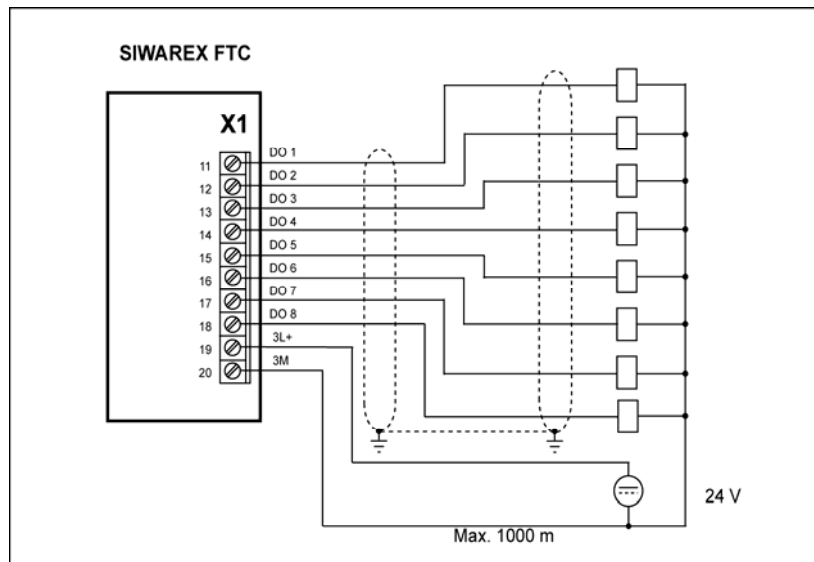 SIWAREX FTC
X1
11 DO 1
12 DO 2
13 DO 3
14 DO 4
15 DO 5
16 DO 6
17 DO 7
18 DO 8
19 3L+
20 3M
24 V
Max. 1000 m